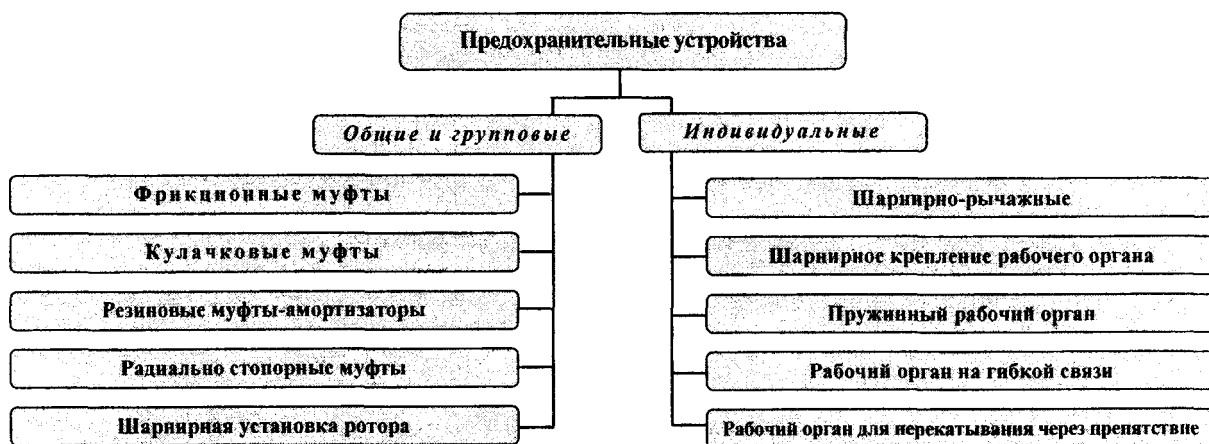 Предохранительные устройства
Общие и групповые
Индивидуальные
Фрикционные муфты
Кулачковые муфты
Резиновые муфты-амортизаторы
Радиально стопорные муфты
Шарнирная установка ротора
Шарнирно-рычажные
Шарнирное крепление рабочего органа
Пружинный рабочий орган
Рабочий орган на гибкой связи
Рабочий орган для перекатывания через препятствие